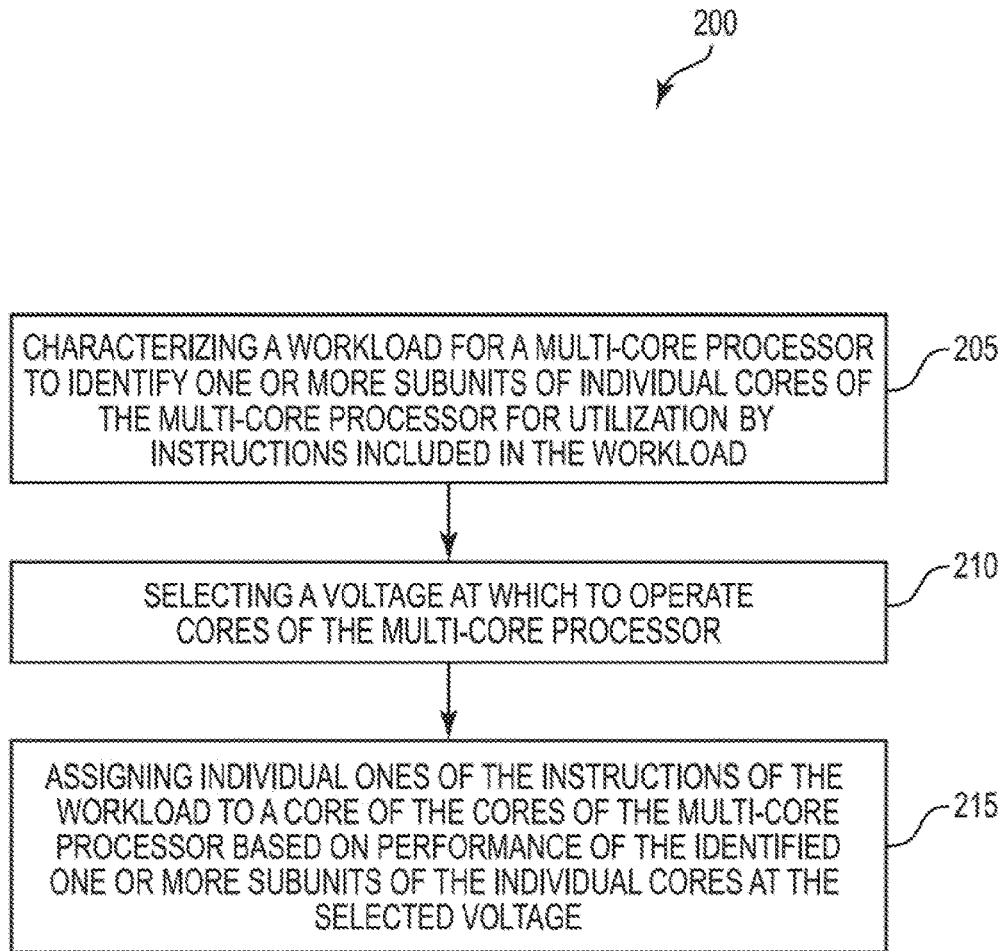 200
CHARACTERIZING A WORKLOAD FOR A MULTI-CORE PROCESSOR
TO IDENTIFY ONE OR MORE SUBUNITS OF INDIVIDUAL CORES OF
THE MULTI-CORE PROCESSOR FOR UTILIZATION BY
INSTRUCTIONS INCLUDED IN THE WORKLOAD
205
SELECTING A VOLTAGE AT WHICH TO OPERATE
CORES OF THE MULTI-CORE PROCESSOR
210
ASSIGNING INDIVIDUAL ONES OF THE INSTRUCTIONS OF THE
WORKLOAD TO A CORE OF THE CORES OF THE MULTI-CORE
PROCESSOR BASED ON PERFORMANCE OF THE IDENTIFIED
ONE OR MORE SUBUNITS OF THE INDIVIDUAL CORES AT THE
SELECTED VOLTAGE
215